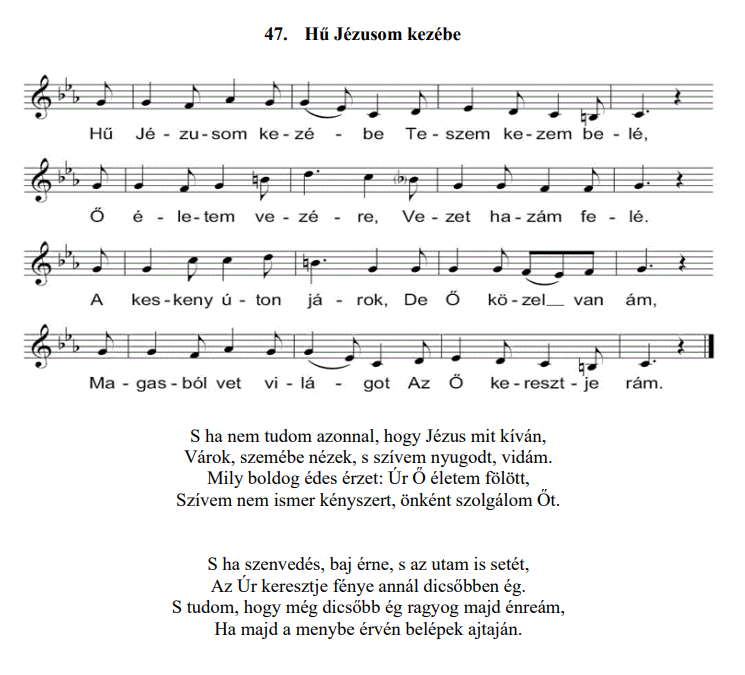 47. Hű Jézusom kezébe
Hű Jé - zu - som ke - zé - be Te - szem ke - zem be - lé,
Ő é - le - tem ve - zé - re, Ve - zet ha - zám fe - lé.
A kes - keny ú - ton já - rok, De Ő kö - zel__ van ám,
Ma - gas - ból vet vi - lá - got Az Ő ke - reszt - je rám.
S ha nem tudom azonnal, hogy Jézus mit kíván,
Várok, szemébe nézek, s szívem nyugodt, vidám.
Mily boldog édes érzet: Úr Ő életem fölött,
Szívem nem ismer kényszert, önként szolgálom Őt.
S ha szenvedés, baj érne, s az utam is setét,
Az Úr keresztje fénye annál dicsőbben ég.
S tudom, hogy még dicsőbb ég ragyog majd énreám,
Ha majd a menybe érvén belépek ajtaján.